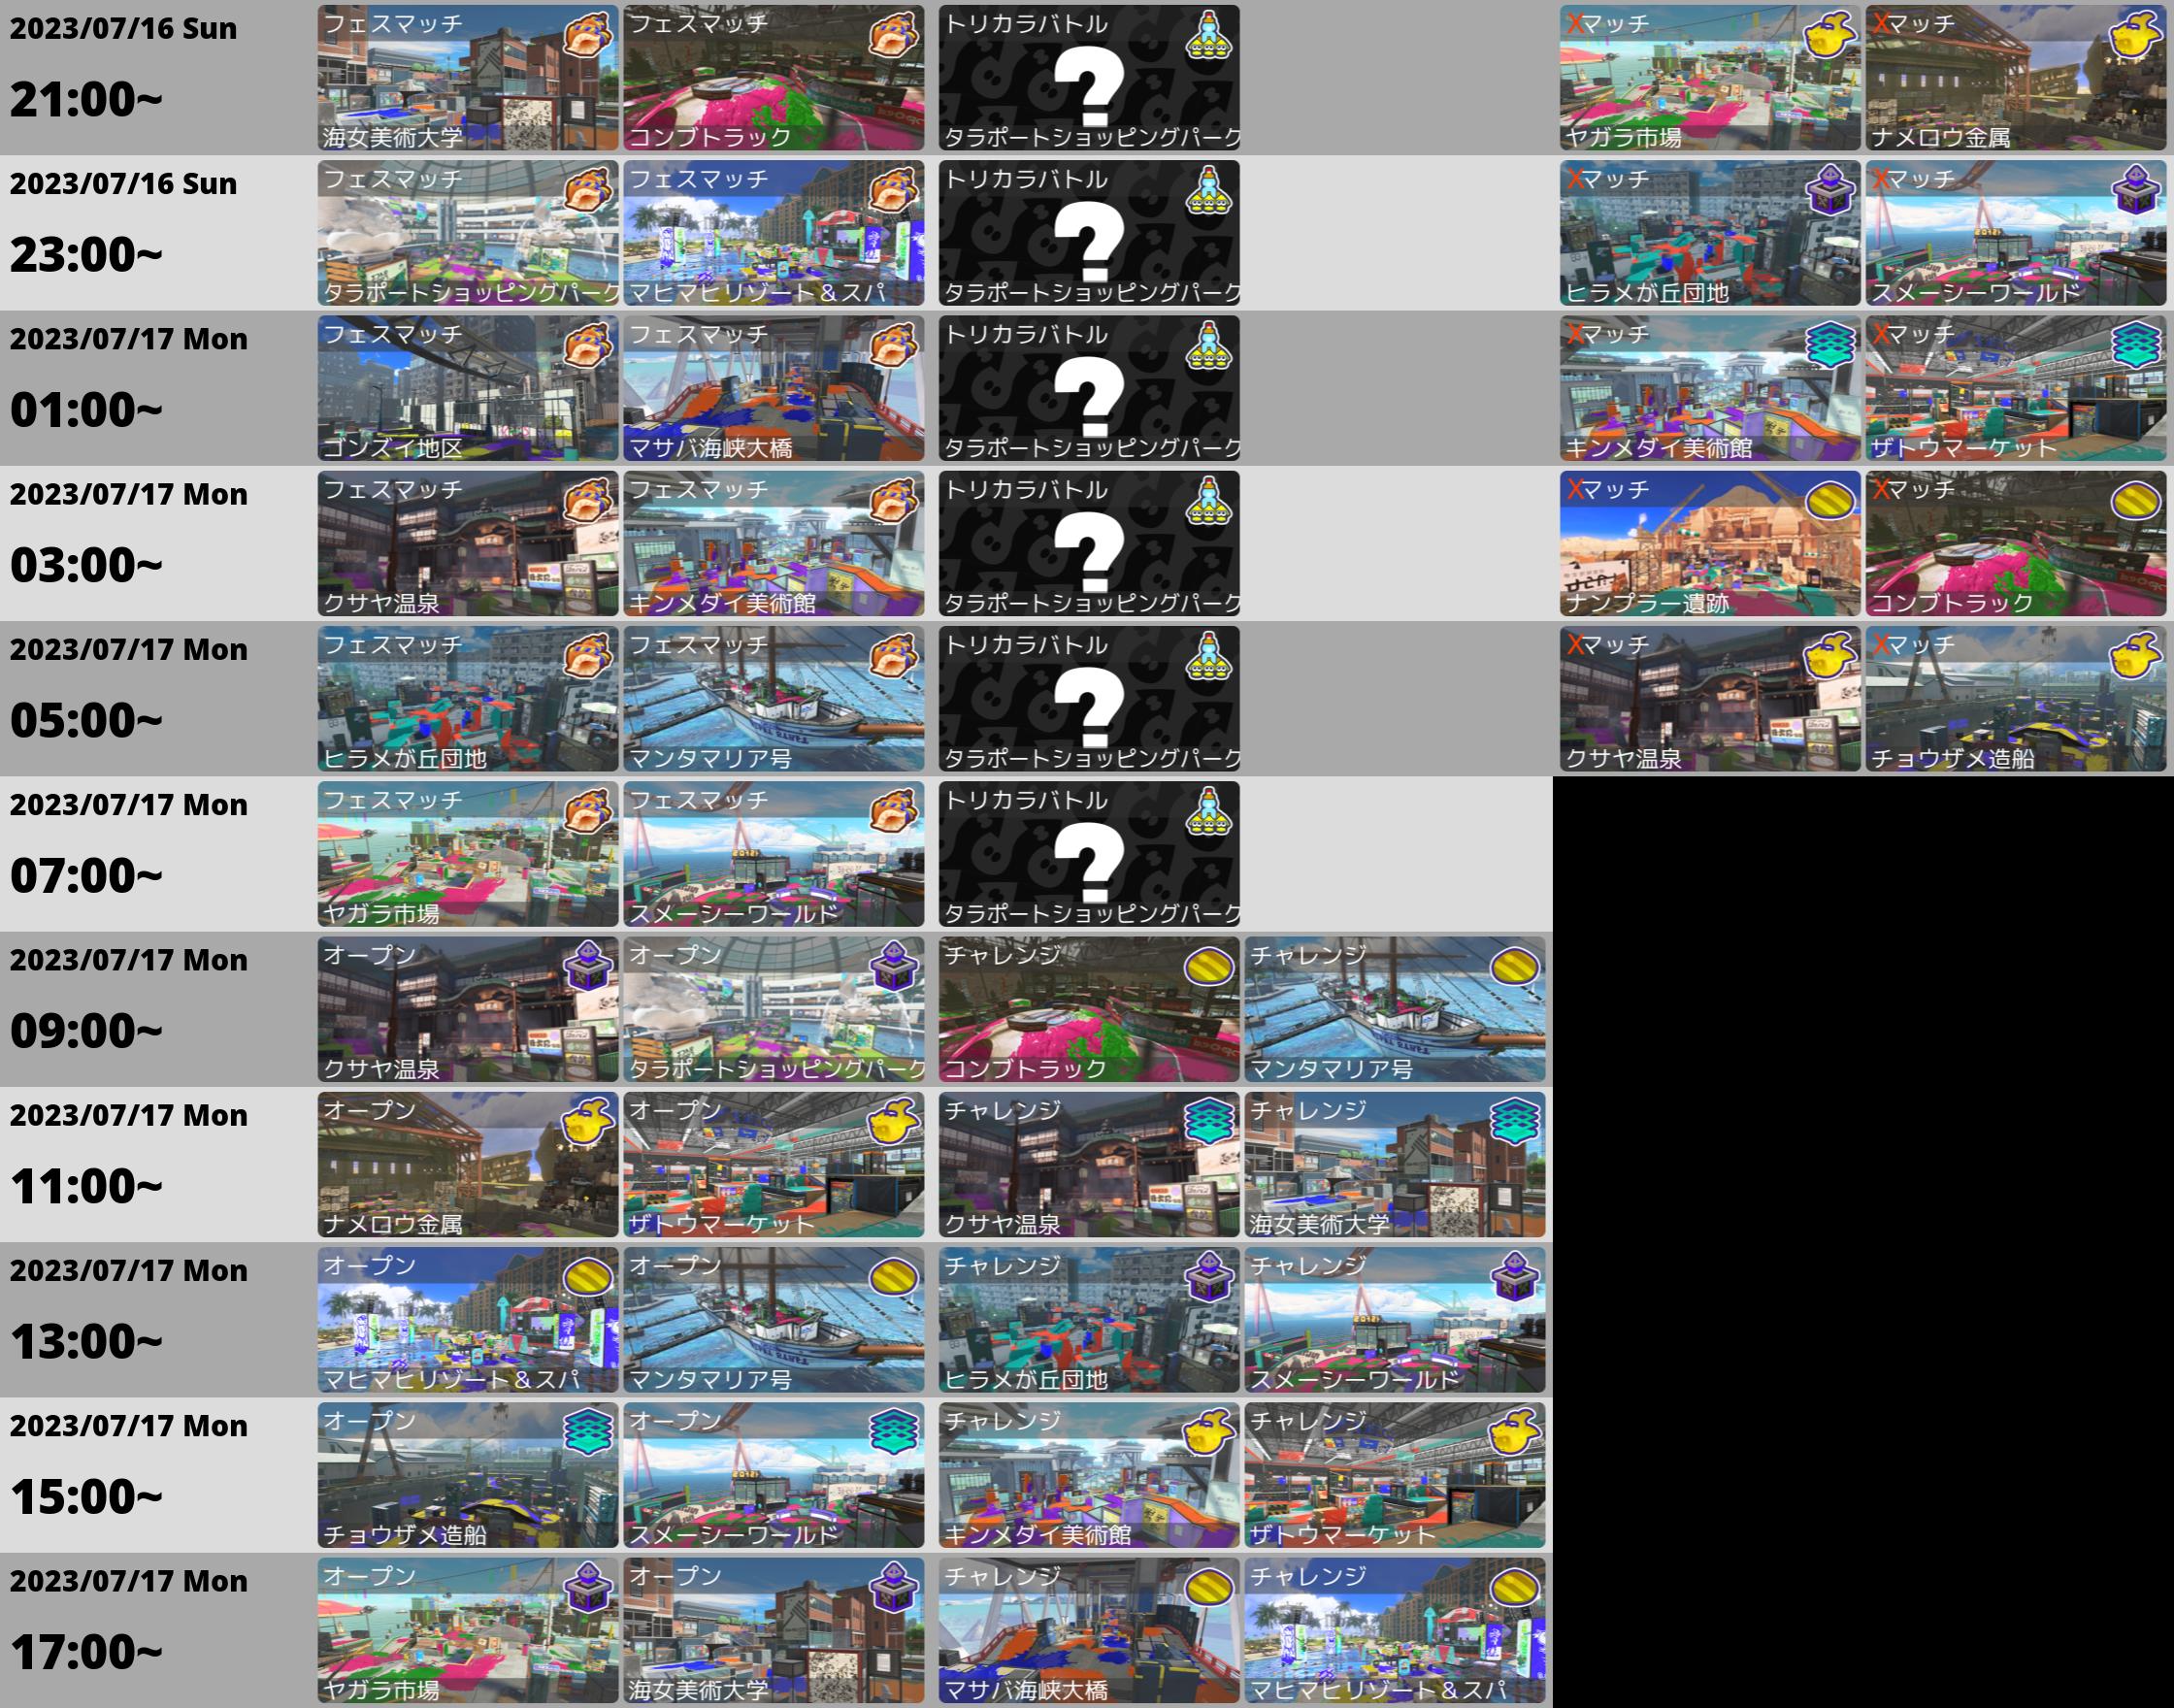 2023/07/16 Sun
21:00~
フェスマッチ
海女美術大学
フェスマッチ
コンブトラック
トリカラバトル
?
タラポートショッピングパーク
Xマッチ
ヤガラ市場
Xマッチ
ナメロウ金属
2023/07/16 Sun
23:00~
フェスマッチ
タラポートショッピングパーク
フェスマッチ
マヒマヒリゾート&スパ
トリカラバトル
?
タラポートショッピングパーク
Xマッチ
ヒラメが丘団地
Xマッチ
スメーシーワールド
2023/07/17 Mon
01:00~
フェスマッチ
ゴンズイ地区
フェスマッチ
マサバ海峡大橋
トリカラバトル
?
タラポートショッピングパーク
Xマッチ
キンメダイ美術館
Xマッチ
ザトウマーケット
2023/07/17 Mon
03:00~
フェスマッチ
クサヤ温泉
フェスマッチ
キンメダイ美術館
トリカラバトル
?
タラポートショッピングパーク
Xマッチ
ナンプラー遺跡
Xマッチ
コンブトラック
2023/07/17 Mon
05:00~
フェスマッチ
ヒラメが丘団地
フェスマッチ
マンタマリア号
トリカラバトル
?
タラポートショッピングパーク
Xマッチ
クサヤ温泉
Xマッチ
チョウザメ造船
2023/07/17 Mon
07:00~
フェスマッチ
ヤガラ市場
フェスマッチ
スメーシーワールド
トリカラバトル
?
タラポートショッピングパーク
2023/07/17 Mon
09:00~
オープン
クサヤ温泉
オープン
タラポートショッピングパーク
チャレンジ
コンブトラック
チャレンジ
マンタマリア号
2023/07/17 Mon
11:00~
オープン
ナメロウ金属
オープン
ザトウマーケット
チャレンジ
クサヤ温泉
チャレンジ
海女美術大学
2023/07/17 Mon
13:00~
オープン
マヒマヒリゾート&スパ
オープン
マンタマリア号
チャレンジ
ヒラメが丘団地
チャレンジ
スメーシーワールド
2023/07/17 Mon
15:00~
オープン
チョウザメ造船
オープン
スメーシーワールド
チャレンジ
キンメダイ美術館
チャレンジ
ザトウマーケット
2023/07/17 Mon
17:00~
オープン
ヤガラ市場
オープン
海女美術大学
チャレンジ
マサバ海峡大橋
チャレンジ
マヒマヒリゾート&スパ